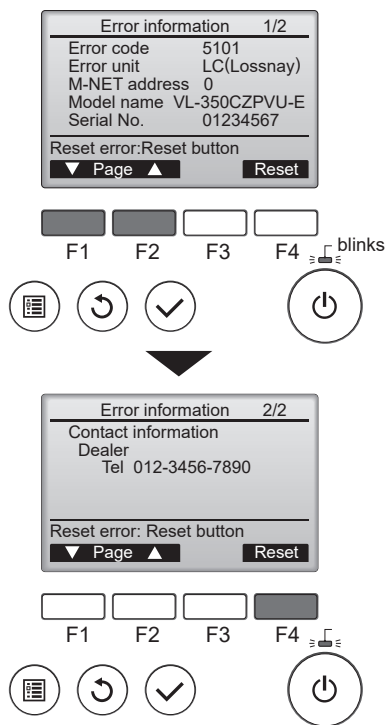 Error information 1/2
Error code 5101
Error unit LC(Lossnay)
M-NET address 0
Model name VL-350CZPVU-E
Serial No. 01234567
Reset error:Reset button
▼ Page ▲ Reset
F1 F2 F3 F4
blinks
Error information 2/2
Contact information
Dealer
Tel 012-3456-7890
Reset error: Reset button
▼ Page ▲ Reset
F1 F2 F3 F4